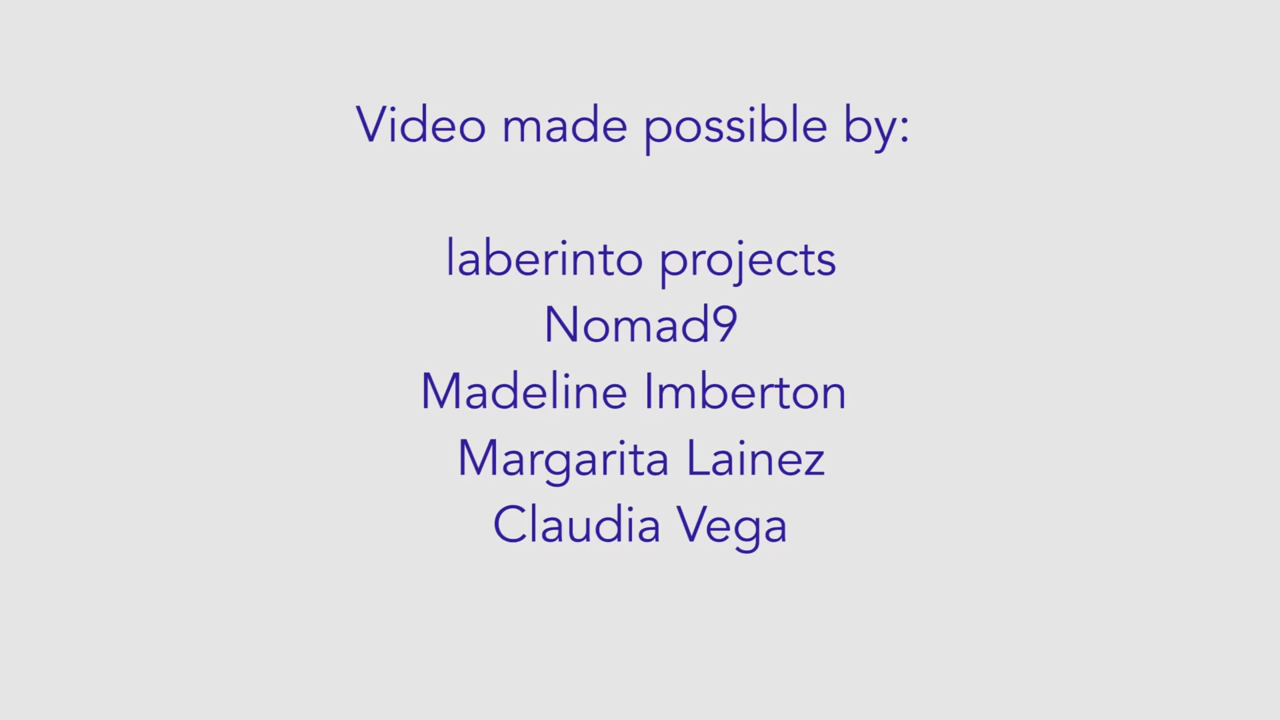 Video made possible by:
laberinto projects
Nomad9
Madeline Imberton
Margarita Lainez
Claudia Vega